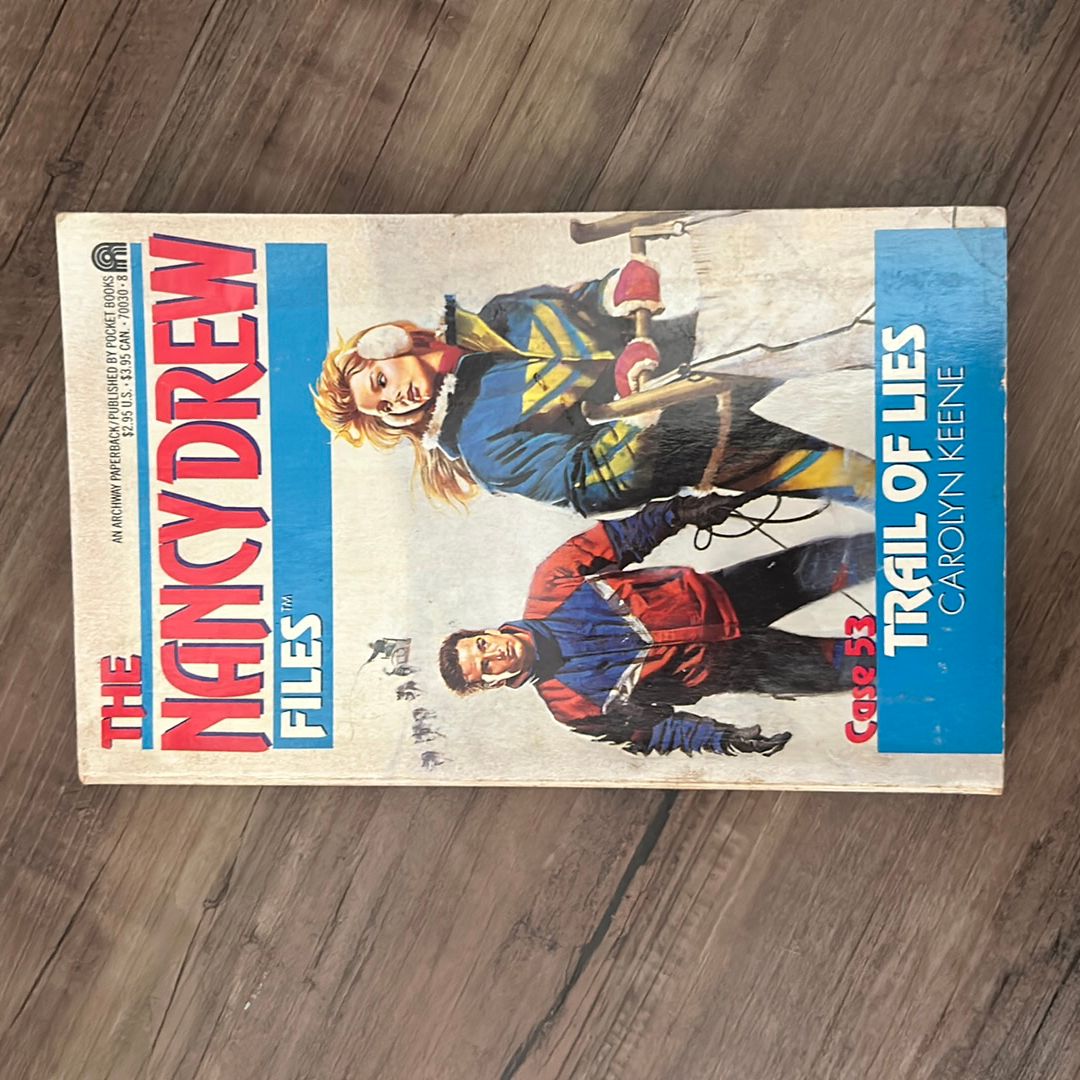 AN ARCHWAY PAPERBACK/PUBLISHED BY POCKET BOOKS
$2.95 U.S. • $3.95 CAN. • 70030 • 8
THE
NANCY DREW
FILES™
Case 53
TRAIL OF LIES
CAROLYN KEENE